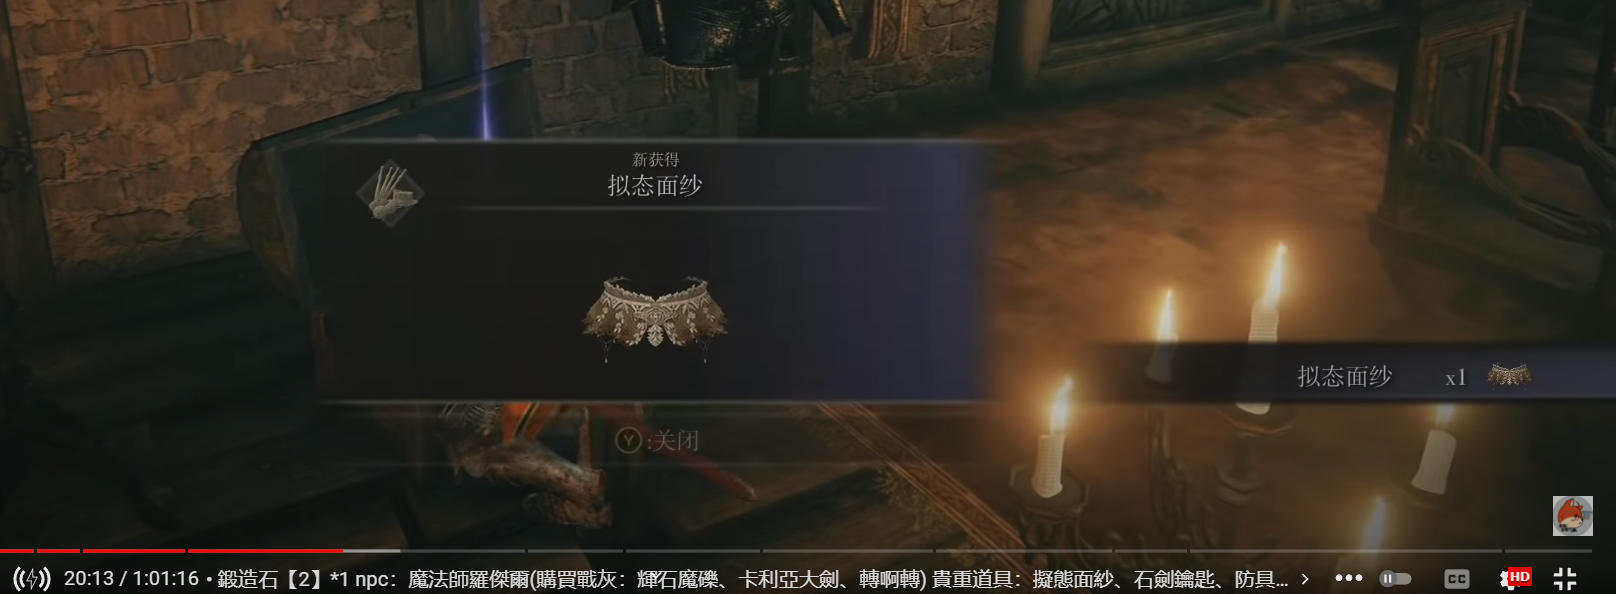 新获得
拟态面纱
拟态面纱 x1
Y:关闭
20:13 / 1:01:16 • 鍛造石【2】*1 npc：魔法師羅傑爾(購買戰灰：輝石魔礫、卡利亞大劍、轉啊轉) 貴重道具：擬態面紗、石劍鑰匙、防具...
CC
HD